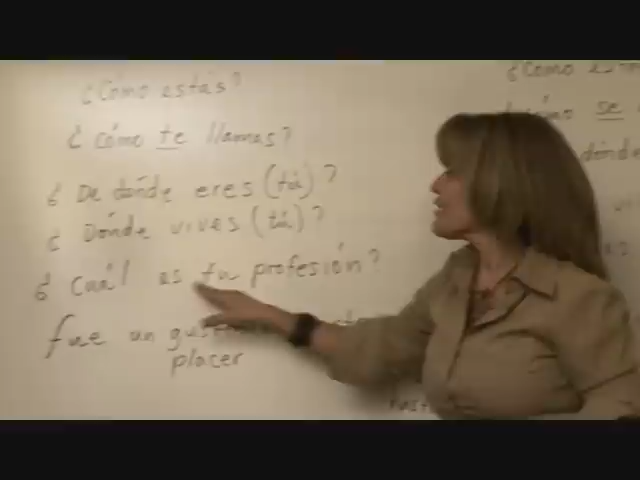 ¿Cómo estás?
¿cómo te llamas?
¿De dónde eres (tú)?
¿Dónde vives (tú)?
¿Cuál es tu profesión?
fue un
placer
¿Cómo
se
dónde